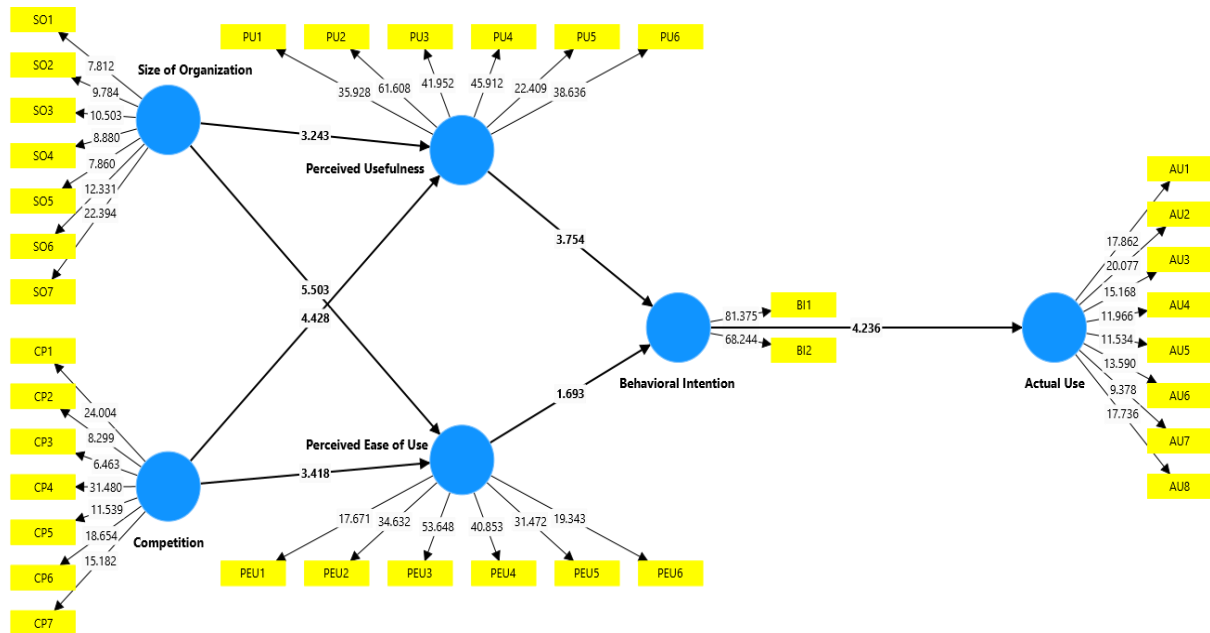 SO1
SO2
SO3
SO4
SO5
SO6
SO7
7.812
9.784
10.503
8.880
7.860
12.331
22.394
Size of Organization
PU1
PU2
PU3
PU4
PU5
PU6
35.928
61.608
41.952
45.912
22.409
38.636
Perceived Usefulness
3.243
5.503
4.428
3.418
CP1
CP2
CP3
CP4
CP5
CP6
CP7
24.004
8.299
6.463
31.480
11.539
18.654
15.182
Competition
Perceived Ease of Use
17.671
34.632
53.648
40.853
31.472
19.343
PEU1
PEU2
PEU3
PEU4
PEU5
PEU6
3.754
1.693
Behavioral Intention
81.375
68.244
BI1
BI2
4.236
Actual Use
17.862
20.077
15.168
11.966
11.534
13.590
9.378
17.736
AU1
AU2
AU3
AU4
AU5
AU6
AU7
AU8